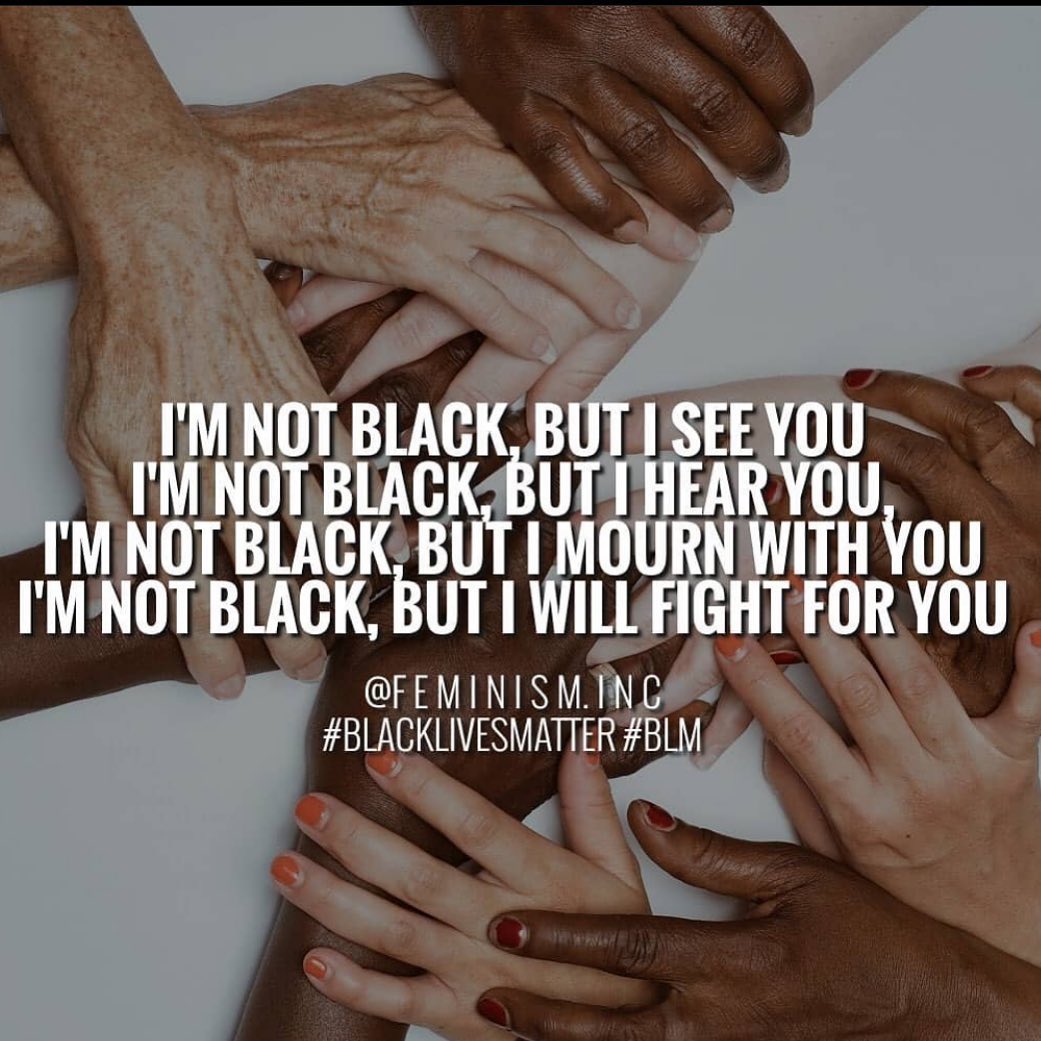 I'M NOT BLACK, BUT I SEE YOU
I'M NOT BLACK, BUT I HEAR YOU,
I'M NOT BLACK, BUT I MOURN WITH YOU
I'M NOT BLACK, BUT I WILL FIGHT FOR YOU
@FEMINISM.INC
#BLACKLIVESMATTER #BLM